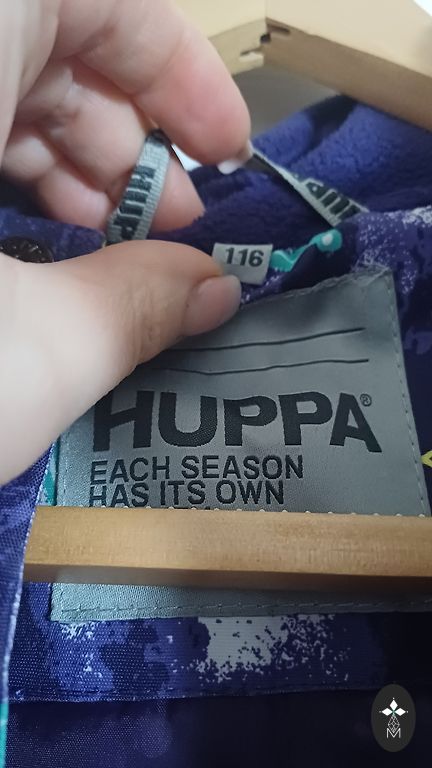 116
HUPPA®
EACH SEASON
HAS ITS OWN
M